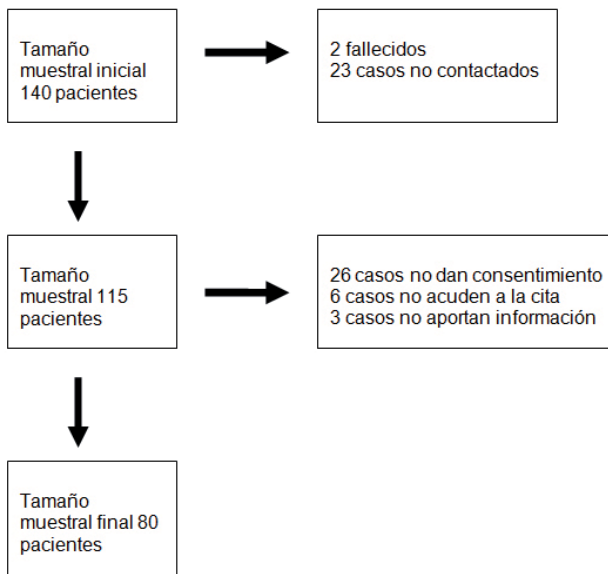 Tamaño
muestral inicial
140 pacientes
2 fallecidos
23 casos no contactados
Tamaño
muestral 115
pacientes
26 casos no dan consentimiento
6 casos no acuden a la cita
3 casos no aportan información
Tamaño
muestral final 80
pacientes